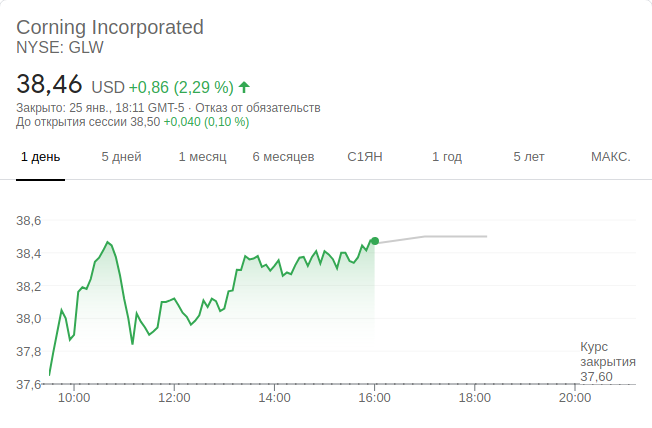 Corning Incorporated
NYSE: GLW
38,46 USD +0,86 (2,29 %)
Закрыто: 25 янв., 18:11 GMT-5 · Отказ от обязательств
До открытия сессии 38,50 +0,040 (0,10 %)
1 день 5 дней 1 месяц 6 месяцев С1ЯН 1 год 5 лет МАКС.
38,6
38,4
38,2
38,0
37,8
37,6
Курс
закрытия
37,60
10:00 12:00 14:00 16:00 18:00 20:00